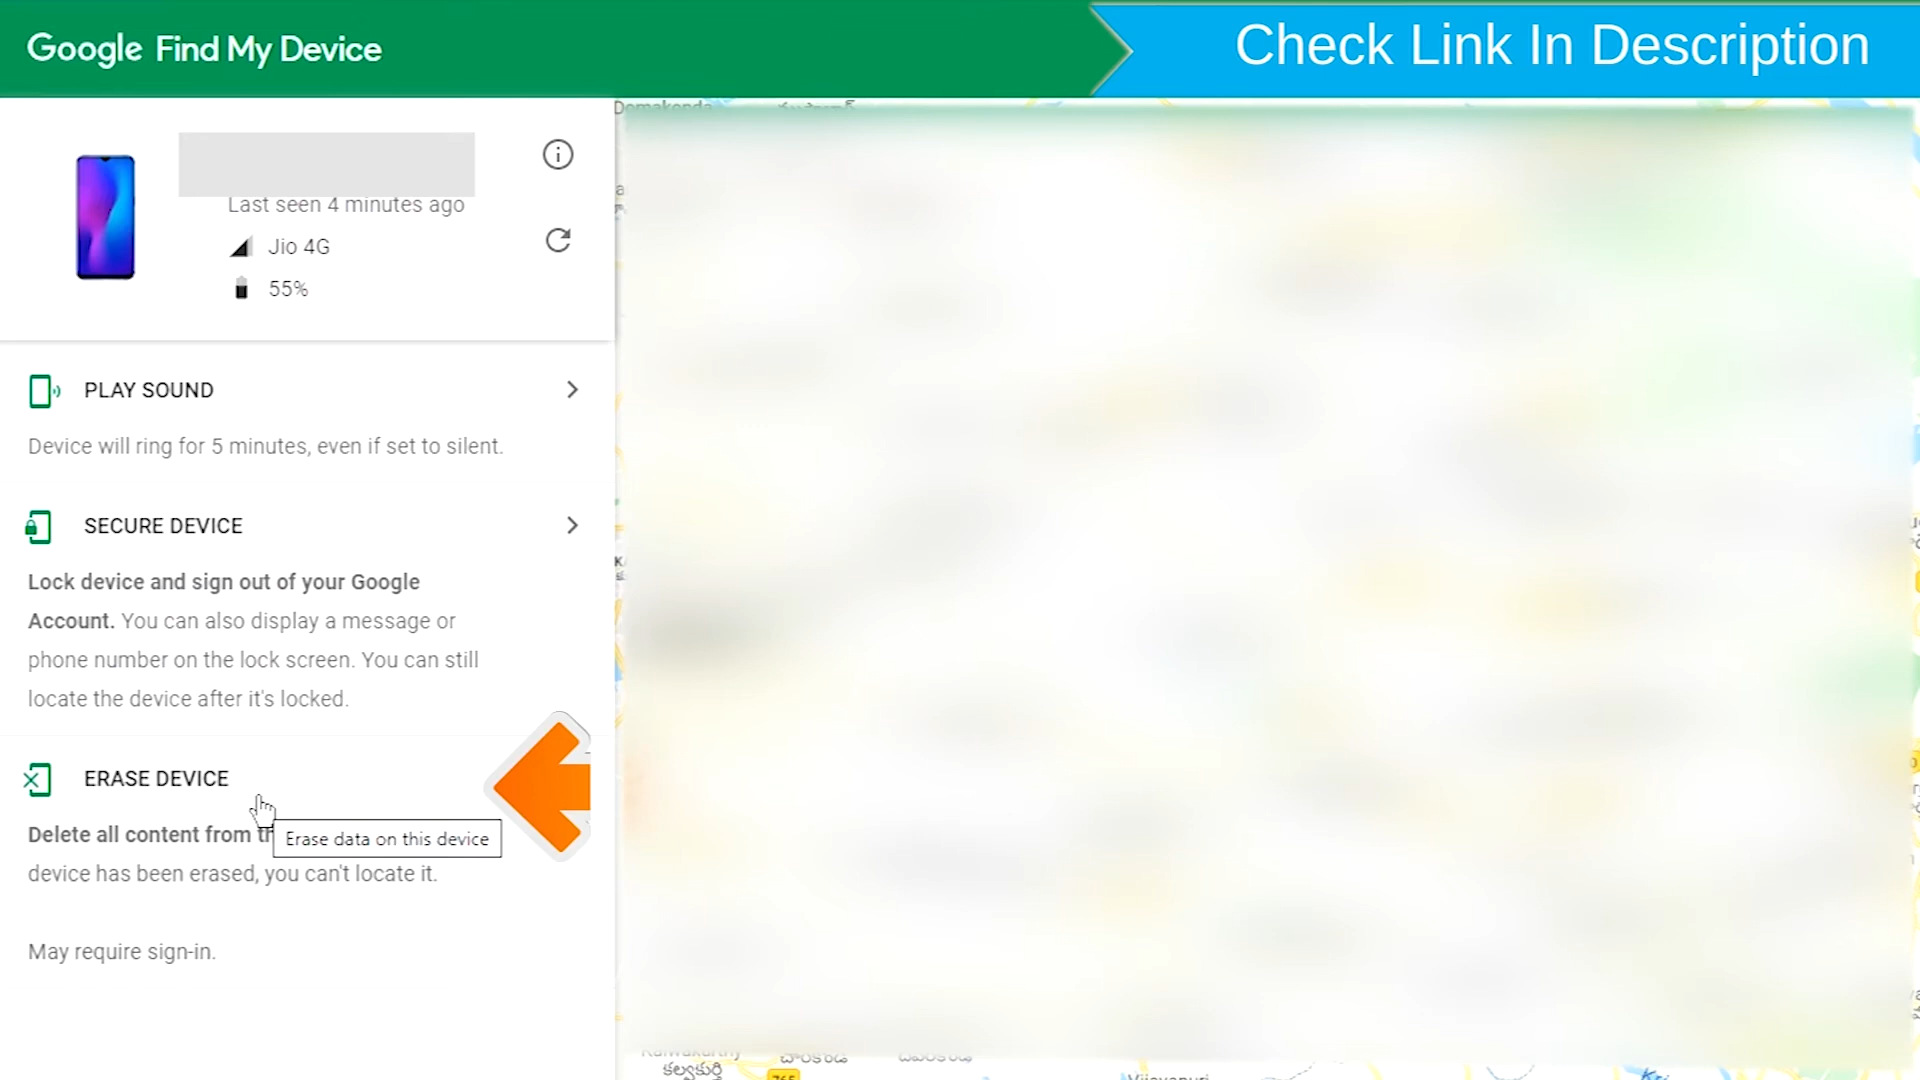 Google Find My Device
Check Link In Description
Last seen 4 minutes ago
Jio 4G
55%
PLAY SOUND
Device will ring for 5 minutes, even if set to silent.
SECURE DEVICE
Lock device and sign out of your Google
Account. You can also display a message or
phone number on the lock screen. You can still
locate the device after it's locked.
ERASE DEVICE
Delete all content from
Erase data on this device
device has been erased, you can't locate it.
May require sign-in.
కల్వకుర్తి
765